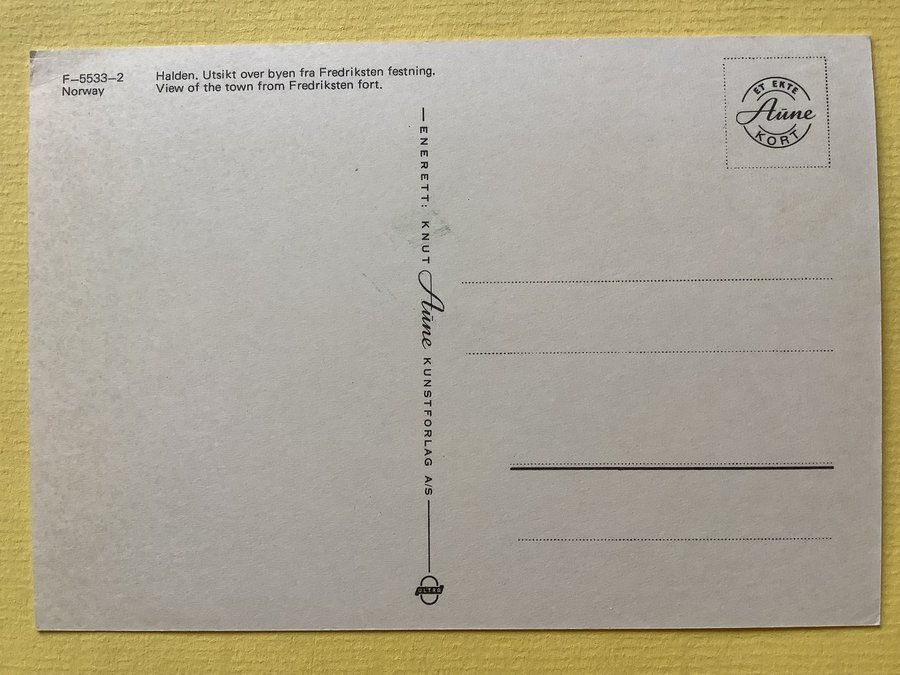 F-5533-2
Norway
Halden. Utsikt over byen fra Fredriksten festning.
View of the town from Fredriksten fort.
ET EKTE
Aune
KORT
ENERETT: KNUT Aune KUNSTFORLAG A/S